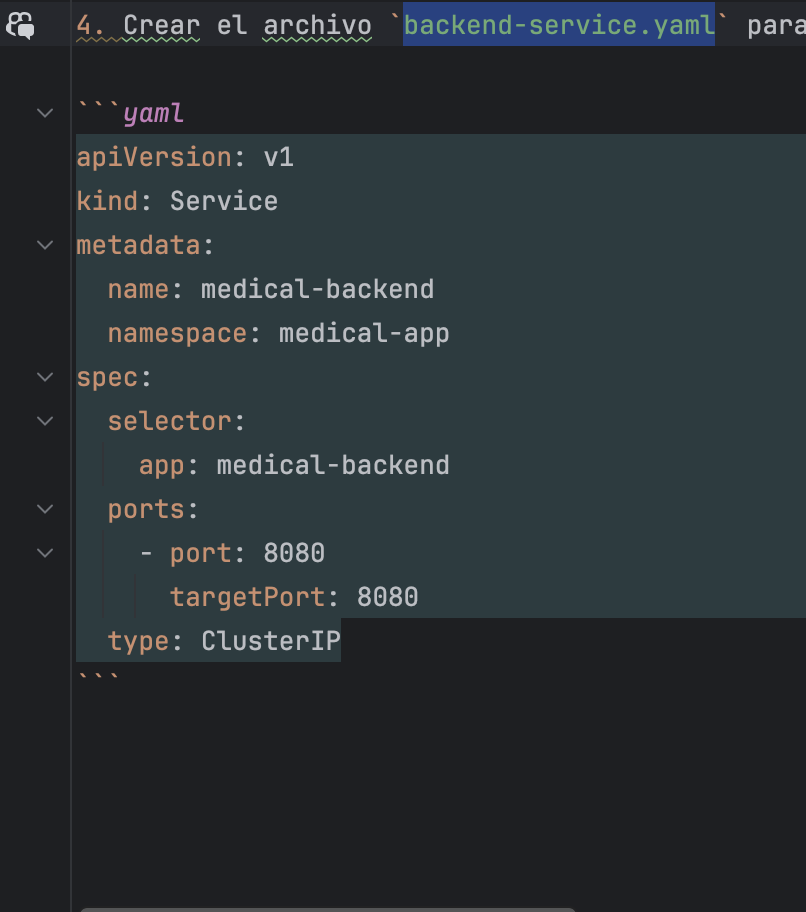 4. Crear el archivo `backend-service.yaml` para
```yaml
apiVersion: v1
kind: Service
metadata:
  name: medical-backend
  namespace: medical-app
spec:
  selector:
    app: medical-backend
  ports:
    - port: 8080
      targetPort: 8080
  type: ClusterIP
```